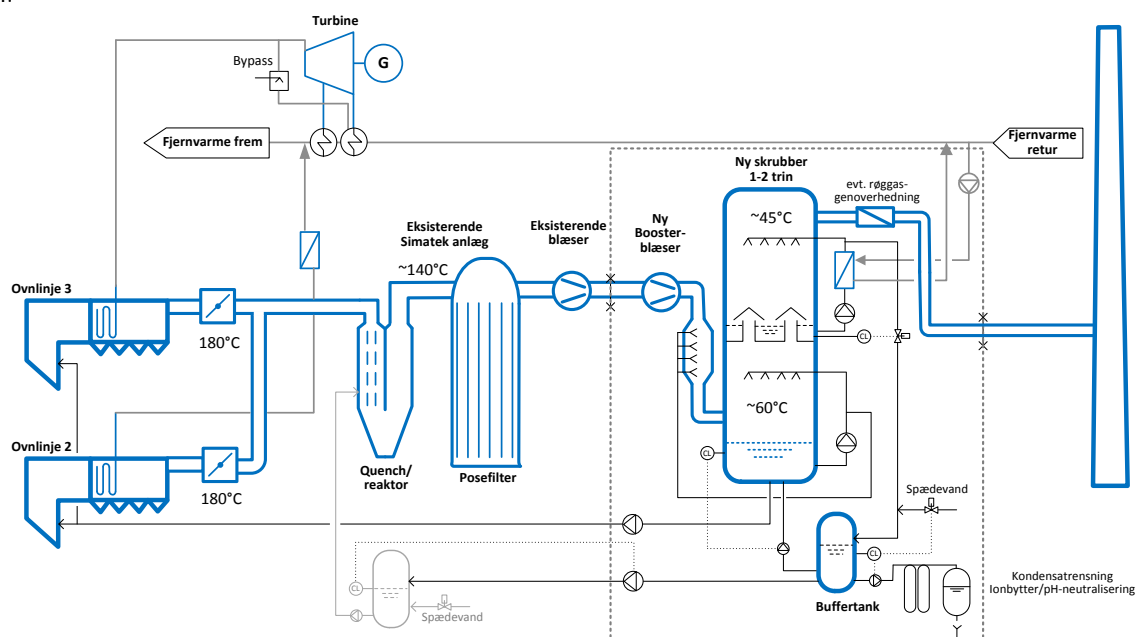 Turbine
Bypass
G
Fjernvarme frem
Fjernvarme
retur
Ny skrubber
1-2 trin
evt. røggas-
genoverhedning
~45°C
Eksisterende
Simatek anlæg
Eksisterende
blæser
Ny
Booster-
blæser
~140°C
Ovnlinje 3
180°C
CL
~60°C
Ovnlinje 2
180°C
Quench/
reaktor
Posefilter
CL
Spædevand
CL
CL
Spædevand
Buffertank
Kondensatrensning
Ionbytter/pH-neutralisering